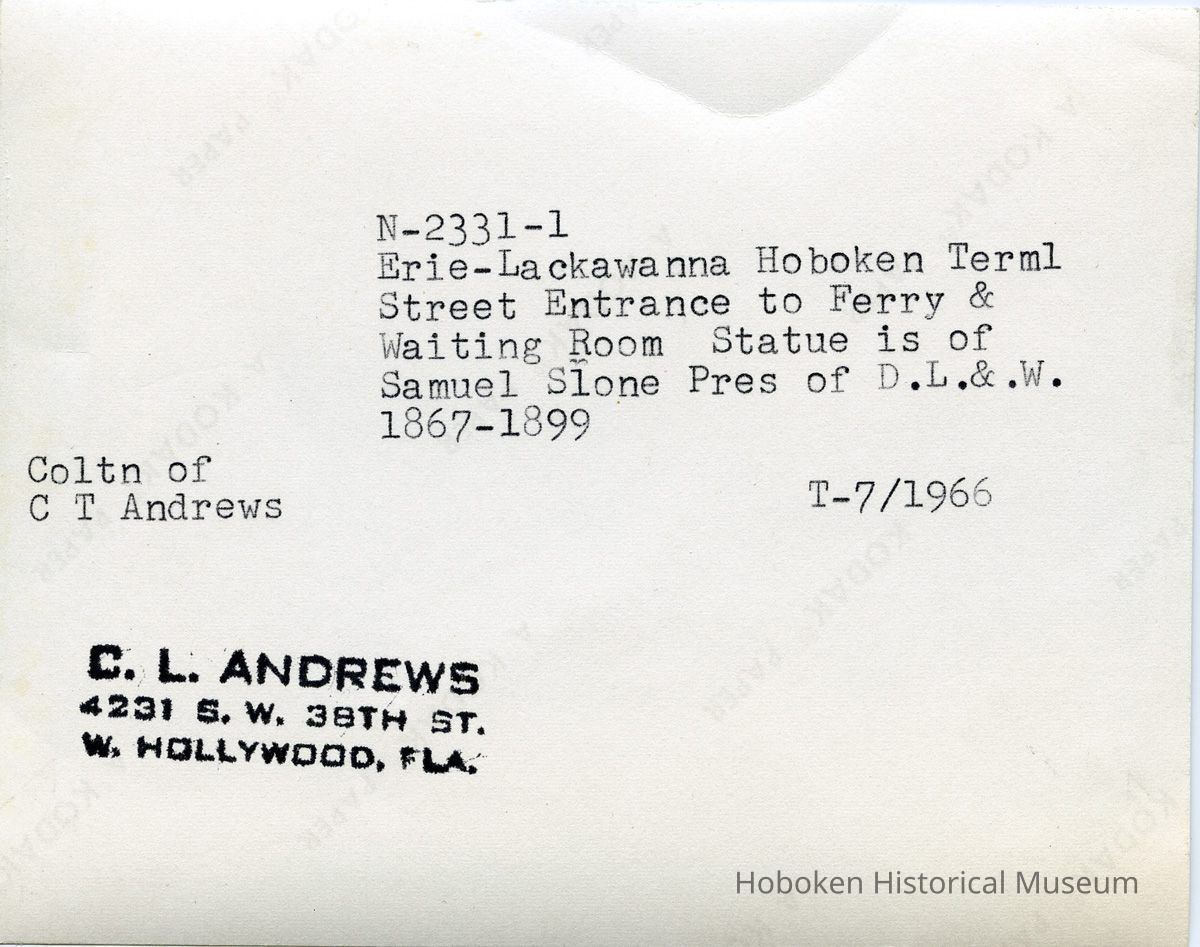 N-2331-1
Erie-Lackawanna Hoboken Terml
Street Entrance to Ferry &
Waiting Room Statue is of
Samuel Slone Pres of D.L.&.W.
1867-1899
Coltn of
C T Andrews
T-7/1966
C. L. ANDREWS
4231 S. W. 38TH ST.
W. HOLLYWOOD, FLA.
Hoboken Historical Museum